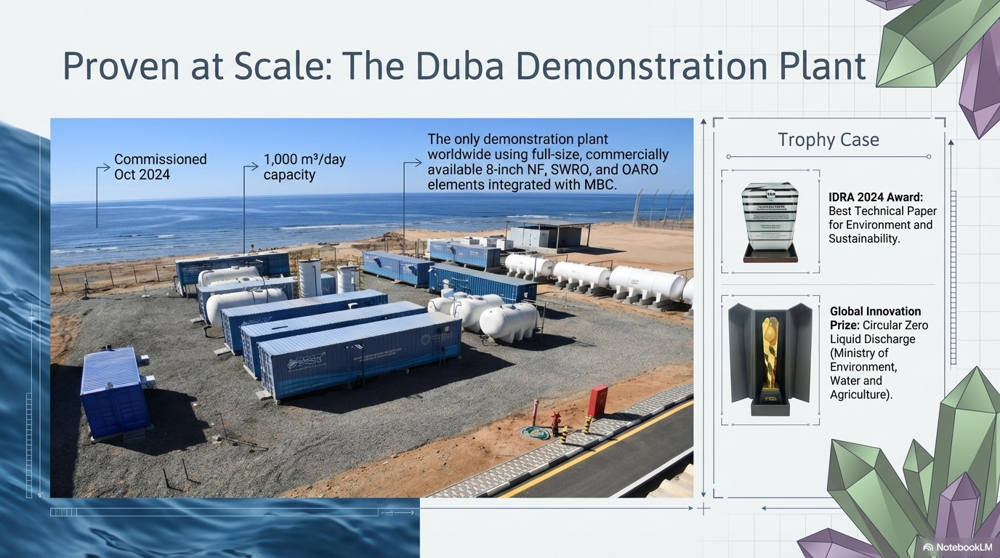 Proven at Scale: The Duba Demonstration Plant
Commissioned
Oct 2024
1,000 m³/day
capacity
The only demonstration plant
worldwide using full-size, commercially
available 8-inch NF, SWRO, and OARO
elements integrated with MBC.
Trophy Case
IDRA 2024 Award:
Best Technical Paper
for Environment and
Sustainability.
Global Innovation
Prize: Circular Zero
Liquid Discharge
(Ministry of
Environment,
Water and
Agriculture).
NotebookLM